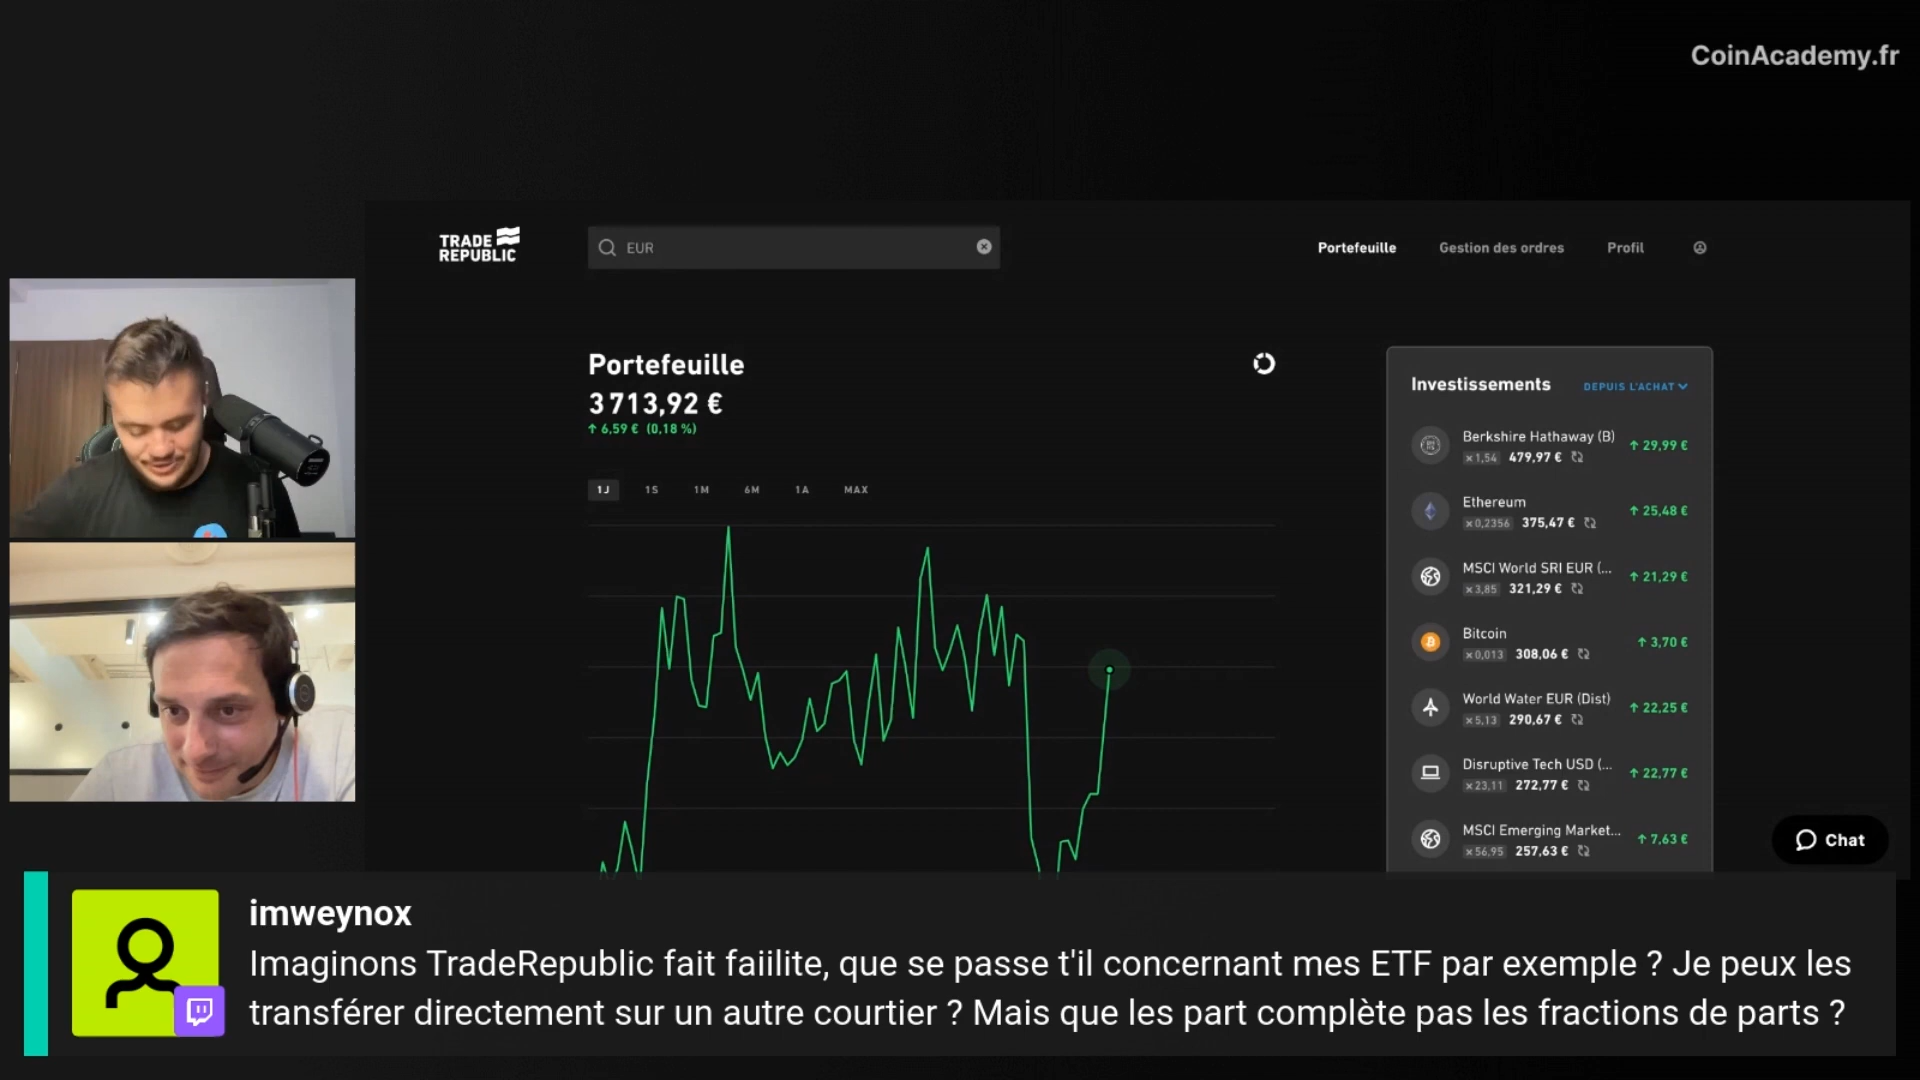 CoinAcademy.fr
TRADE
REPUBLIC
EUR
Portefeuille
Gestion des ordres
Profil
Portefeuille
3 713,92 €
↑ 6,59 € (0,18 %)
1J 1S 1M 6M 1A MAX
Investissements
DEPUIS L'ACHAT
Berkshire Hathaway (B)
×1,54 479,97 €
↑ 29,99 €
Ethereum
×0,2356 375,47 €
↑ 25,48 €
MSCI World SRI EUR (...
×3,85 321,29 €
↑ 21,29 €
Bitcoin
×0,013 308,06 €
↑ 3,70 €
World Water EUR (Dist)
×5,13 290,67 €
↑ 22,25 €
Disruptive Tech USD (...
×23,11 272,77 €
↑ 22,77 €
MSCI Emerging Market...
×56,95 257,63 €
↑ 7,63 €
Chat
imweynox
Imaginons TradeRepublic fait faiilite, que se passe t'il concernant mes ETF par exemple ? Je peux les
transférer directement sur un autre courtier ? Mais que les part complète pas les fractions de parts ?